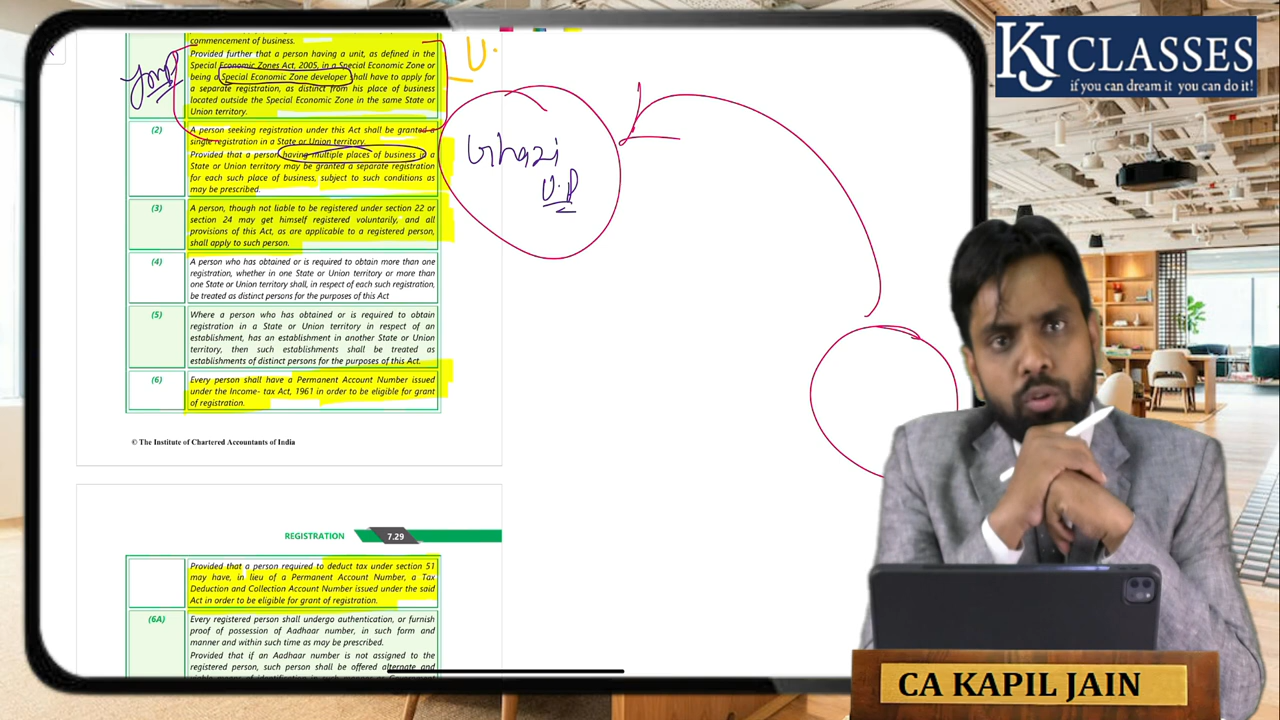 commencement of business.
Provided further that a person having a unit, as defined in the
Special Economic Zones Act, 2005, in a Special Economic Zone or
being a Special Economic Zone developer shall have to apply for
a separate registration, as distinct from his place of business
located outside the Special Economic Zone in the same State or
Union territory.
(2)
A person seeking registration under this Act shall be granted a
single registration in a State or Union territory.
Provided that a person having multiple places of business in a
State or Union territory may be granted a separate registration
for each such place of business, subject to such conditions as
may be prescribed.
(3)
A person, though not liable to be registered under section 22 or
section 24 may get himself registered voluntarily, and all
provisions of this Act, as are applicable to a registered person,
shall apply to such person.
(4)
A person who has obtained or is required to obtain more than one
registration, whether in one State or Union territory or more than
one State or Union territory shall, in respect of each such registration,
be treated as distinct persons for the purposes of this Act
(5)
Where a person who has obtained or is required to obtain
registration in a State or Union territory in respect of an
establishment, has an establishment in another State or Union
territory, then such establishments shall be treated as
establishments of distinct persons for the purposes of this Act.
(6)
Every person shall have a Permanent Account Number issued
under the Income- tax Act, 1961 in order to be eligible for grant
of registration.
© The Institute of Chartered Accountants of India
REGISTRATION 7.29
Provided that a person required to deduct tax under section 51
may have, in lieu of a Permanent Account Number, a Tax
Deduction and Collection Account Number issued under the said
Act in order to be eligible for grant of registration.
(6A)
Every registered person shall undergo authentication, or furnish
proof of possession of Aadhaar number, in such form and
manner and within such time as may be prescribed.
Provided that if an Aadhaar number is not assigned to the
registered person, such person shall be offered alternate and
U.
Ghazi
U.P
KJ CLASSES
if you can dream it you can do it!
CA KAPIL JAIN